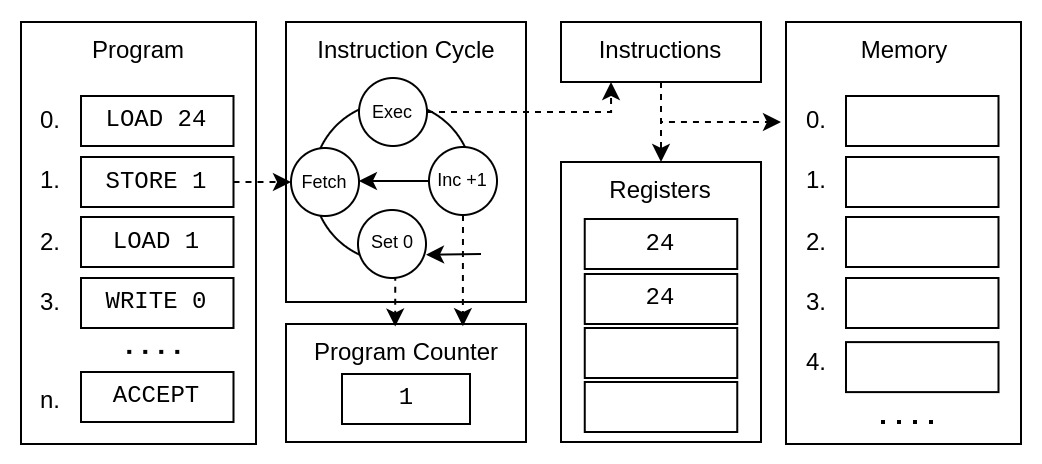 Program
0. LOAD 24
1. STORE 1
2. LOAD 1
3. WRITE 0
....
n. ACCEPT
Instruction Cycle
Exec
Fetch
Inc +1
Set 0
Program Counter
1
Instructions
Registers
24
24
Memory
0.
1.
2.
3.
4.
....